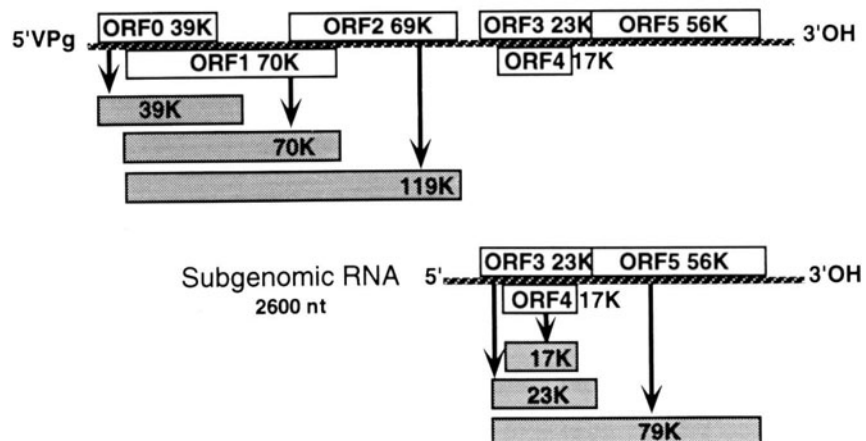 ORF0 39K ORF2 69K ORF3 23K ORF5 56K
5'VPg 3'OH
ORF1 70K ORF4 17K
39K
70K
119K
ORF3 23K ORF5 56K
Subgenomic RNA 5' 3'OH
2600 nt
ORF4 17K
17K
23K
79K